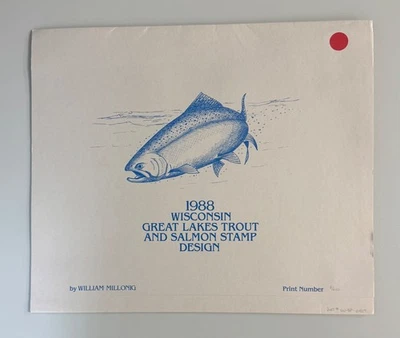 1988
WISCONSIN
GREAT LAKES TROUT
AND SALMON STAMP
DESIGN
by WILLIAM MILLONIG
Print Number